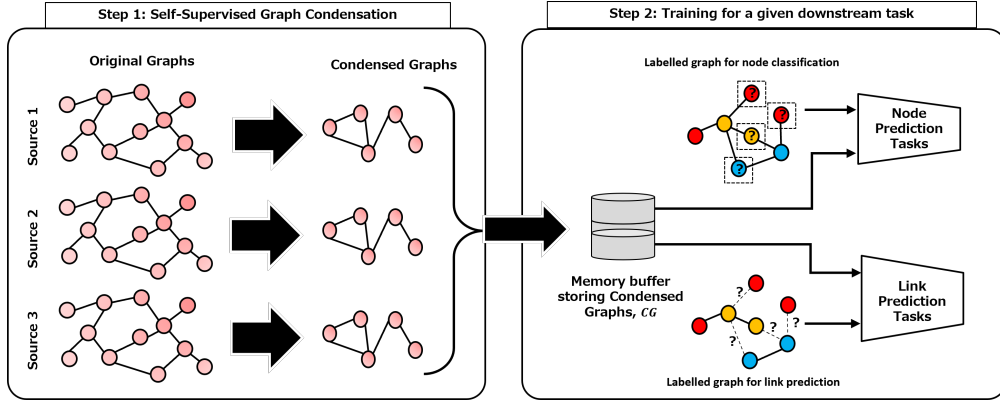 Step 1: Self-Supervised Graph Condensation
Original Graphs
Condensed Graphs
Source 1
Source 2
Source 3
Step 2: Training for a given downstream task
Labelled graph for node classification
?
?
?
?
Node
Prediction
Tasks
Memory buffer
storing Condensed
Graphs, CG
?
?
?
?
Link
Prediction
Tasks
Labelled graph for link prediction